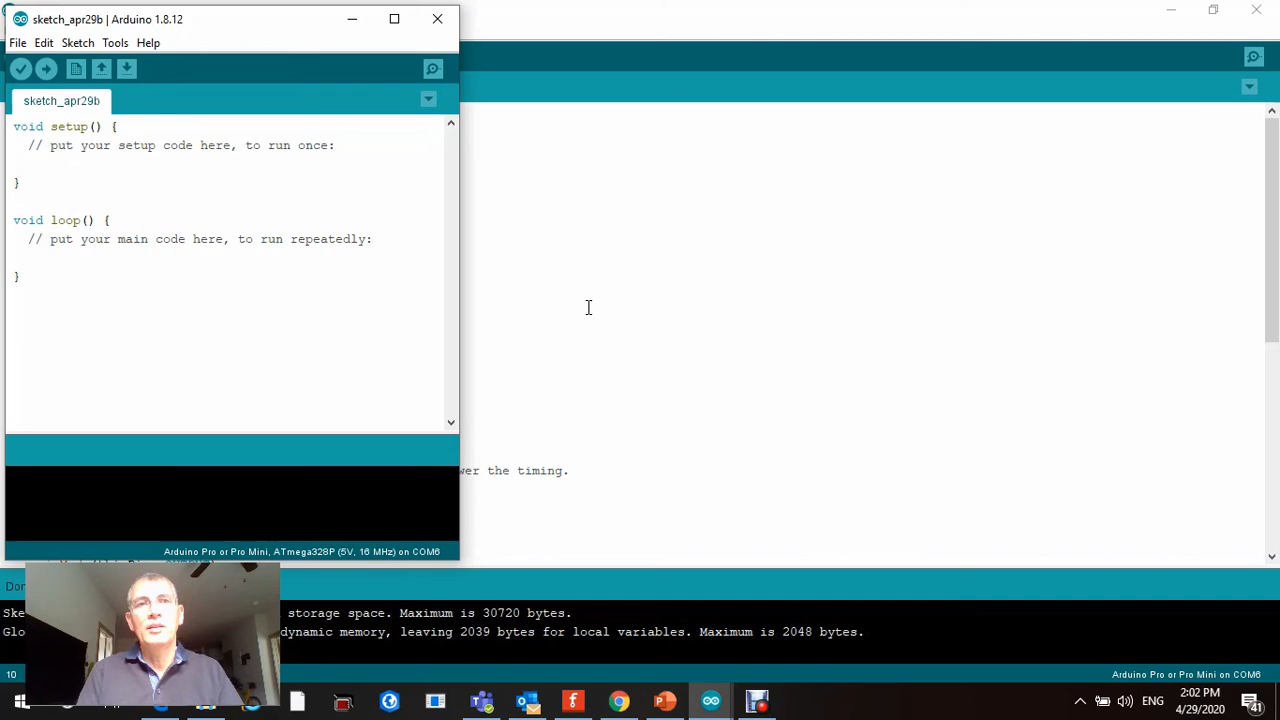 sketch_apr29b | Arduino 1.8.12
File Edit Sketch Tools Help
sketch_apr29b
void setup() {
// put your setup code here, to run once:
}
void loop() {
// put your main code here, to run repeatedly:
}
wer the timing.
Arduino Pro or Pro Mini, ATmega328P (5V, 16 MHz) on COM6
Don
Ske storage space. Maximum is 30720 bytes.
Glo dynamic memory, leaving 2039 bytes for local variables. Maximum is 2048 bytes.
10 Arduino Pro or Pro Mini on COM6
ENG
2:02 PM
4/29/2020
41